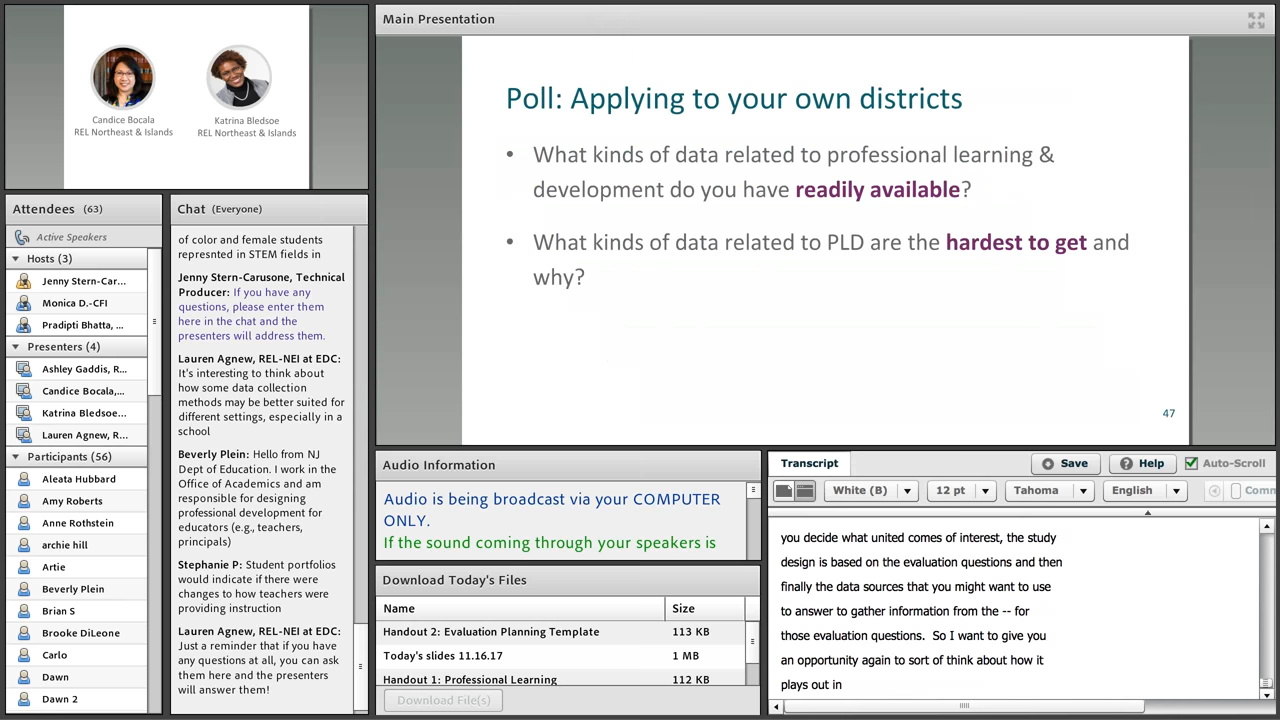 Candice Bocala
REL Northeast & Islands
Katrina Bledsoe
REL Northeast & Islands
Attendees (63)
Active Speakers
Hosts (3)
Jenny Stern-Car...
Monica D.-CFI
Pradipti Bhatta, ...
Presenters (4)
Ashley Gaddis, R...
Candice Bocala,...
Katrina Bledsoe...
Lauren Agnew, R...
Participants (56)
Aleata Hubbard
Amy Roberts
Anne Rothstein
archie hill
Artie
Beverly Plein
Brian S
Brooke DiLeone
Carlo
Dawn
Dawn 2
Chat (Everyone)
of color and female students
represnted in STEM fields in
Jenny Stern-Carusone, Technical
Producer: If you have any
questions, please enter them
here in the chat and the
presenters will address them.
Lauren Agnew, REL-NEI at EDC:
It's interesting to think about
how some data collection
methods may be better suited for
different settings, especially in a
school
Beverly Plein: Hello from NJ
Dept of Education. I work in the
Office of Academics and am
responsible for designing
professional development for
educators (e.g., teachers,
principals)
Stephanie P: Student portfolios
would indicate if there were
changes to how teachers were
providing instruction
Lauren Agnew, REL-NEI at EDC:
Just a reminder that if you have
any questions at all, you can ask
them here and the presenters
will answer them!
Main Presentation
Poll: Applying to your own districts
• What kinds of data related to professional learning &
development do you have readily available?
• What kinds of data related to PLD are the hardest to get and
why?
47
Audio Information
Audio is being broadcast via your COMPUTER
ONLY.
If the sound coming through your speakers is
Download Today's Files
Name Size
Handout 2: Evaluation Planning Template 113 KB
Today's slides 11.16.17 1 MB
Handout 1: Professional Learning 112 KB
Download File(s)
Transcript Save Help Auto-Scroll
White (B) 12 pt Tahoma English Comm
you decide what united comes of interest, the study
design is based on the evaluation questions and then
finally the data sources that you might want to use
to answer to gather information from the -- for
those evaluation questions. So I want to give you
an opportunity again to sort of think about how it
plays out in